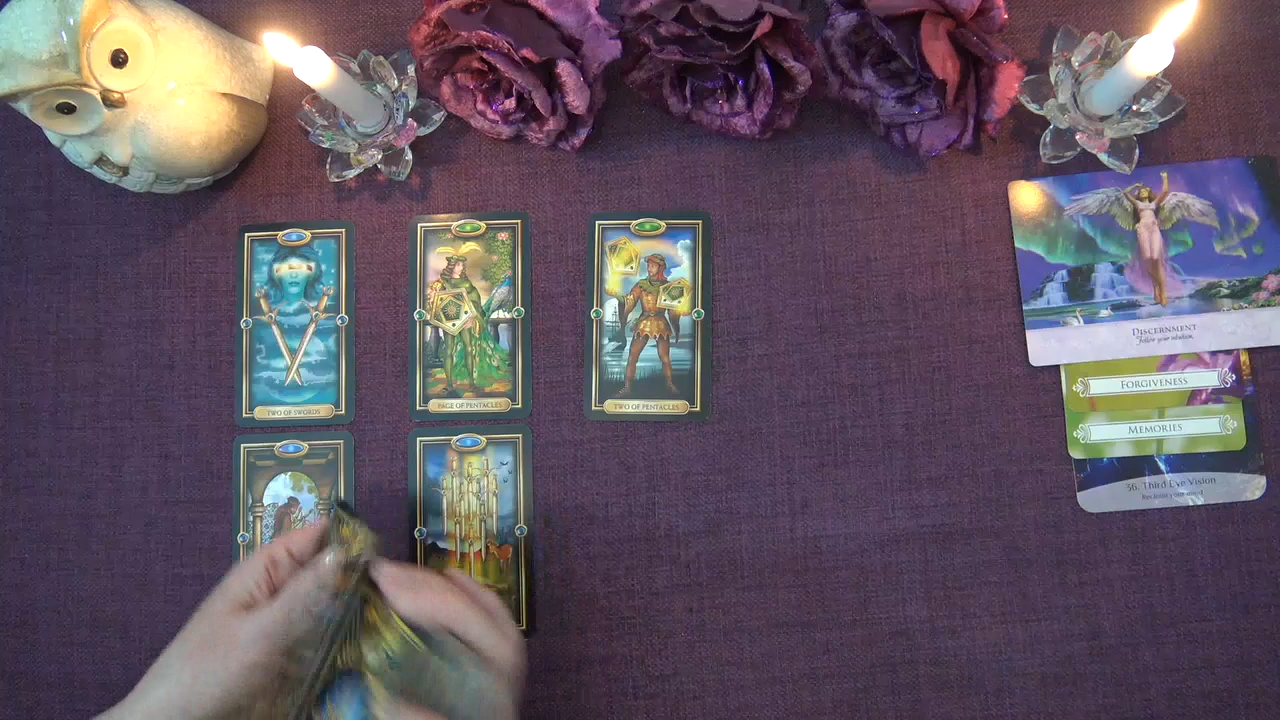 TWO OF SWORDS
PAGE OF PENTACLES
TWO OF PENTACLES
DISCERNMENT
Follow your intuition.
FORGIVENESS
MEMORIES
36. Third Eye Vision